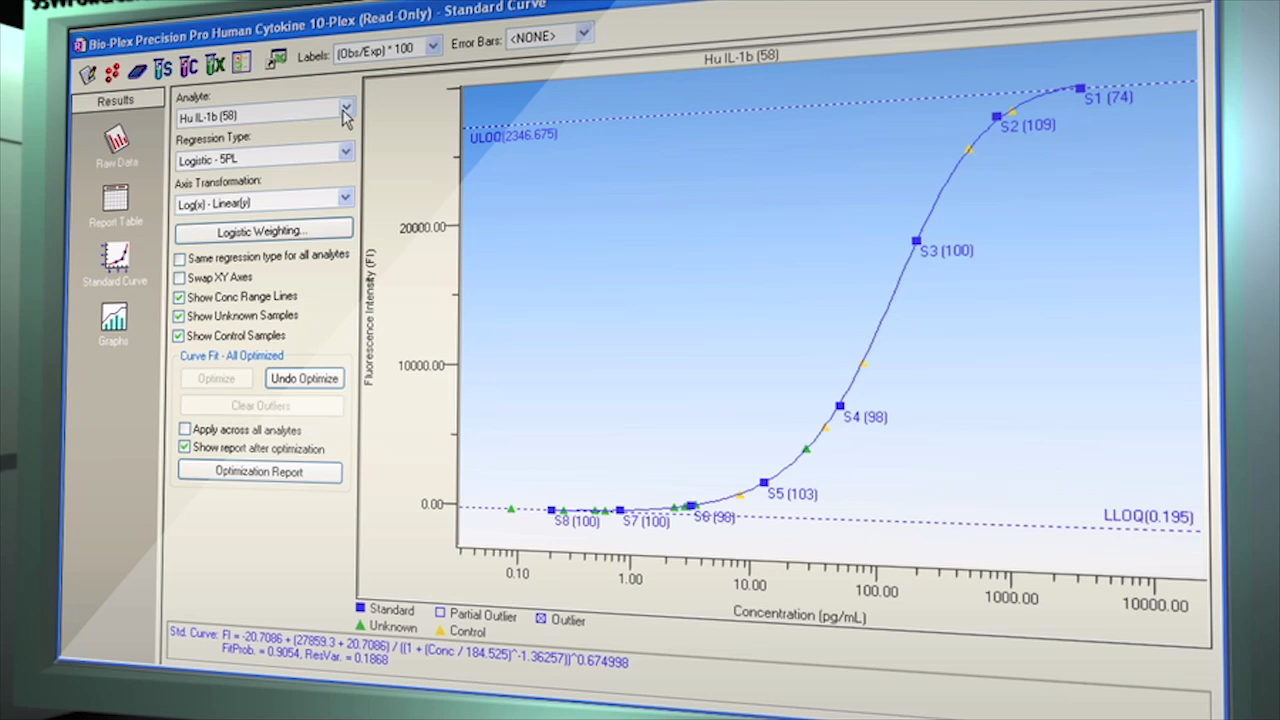 Bio-Plex Precision Pro Human Cytokine 10-Plex (Read-Only) - Standard Curve
Labels: (Obs/Exp) * 100 Error Bars: <NONE>
Results
Raw Data
Report Table
Standard Curve
Graphs
Analyte:
Hu IL-1b (58)
Regression Type:
Logistic - 5PL
Axis Transformation:
Log(x) - Linear(y)
Logistic Weighting...
Same regression type for all analytes
Swap XY Axes
Show Conc Range Lines
Show Unknown Samples
Show Control Samples
Curve Fit - All Optimized
Optimize Undo Optimize
Clear Outliers
Apply across all analytes
Show report after optimization
Optimization Report
Hu IL-1b (58)
ULOQ(2346.675)
S1 (74)
S2 (109)
S3 (100)
S4 (98)
S5 (103)
S8 (100) S7 (100) S6 (98)
LLOQ(0.195)
Fluorescence Intensity (FI)
20000.00
10000.00
0.00
0.10 1.00 10.00 100.00 1000.00 10000.00
Concentration (pg/mL)
Standard Partial Outlier Outlier
Unknown Control
Std. Curve: FI = -20.7086 + (27859.3 + 20.7086) / ((1 + (Conc / 184.525)^-1.36257))^0.674998
FitProb. = 0.9054, ResVar. = 0.1868